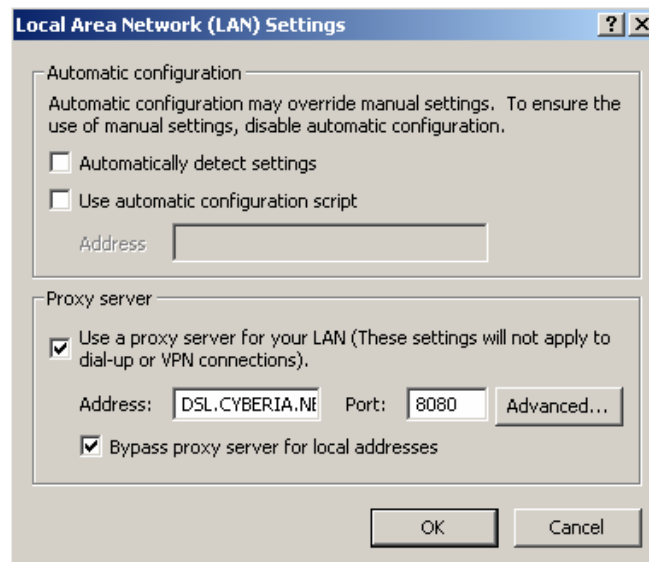 Local Area Network (LAN) Settings
Automatic configuration
Automatic configuration may override manual settings. To ensure the
use of manual settings, disable automatic configuration.
Automatically detect settings
Use automatic configuration script
Address
Proxy server
Use a proxy server for your LAN (These settings will not apply to
dial-up or VPN connections).
Address: DSL.CYBERIA.NE Port: 8080 Advanced...
Bypass proxy server for local addresses
OK Cancel